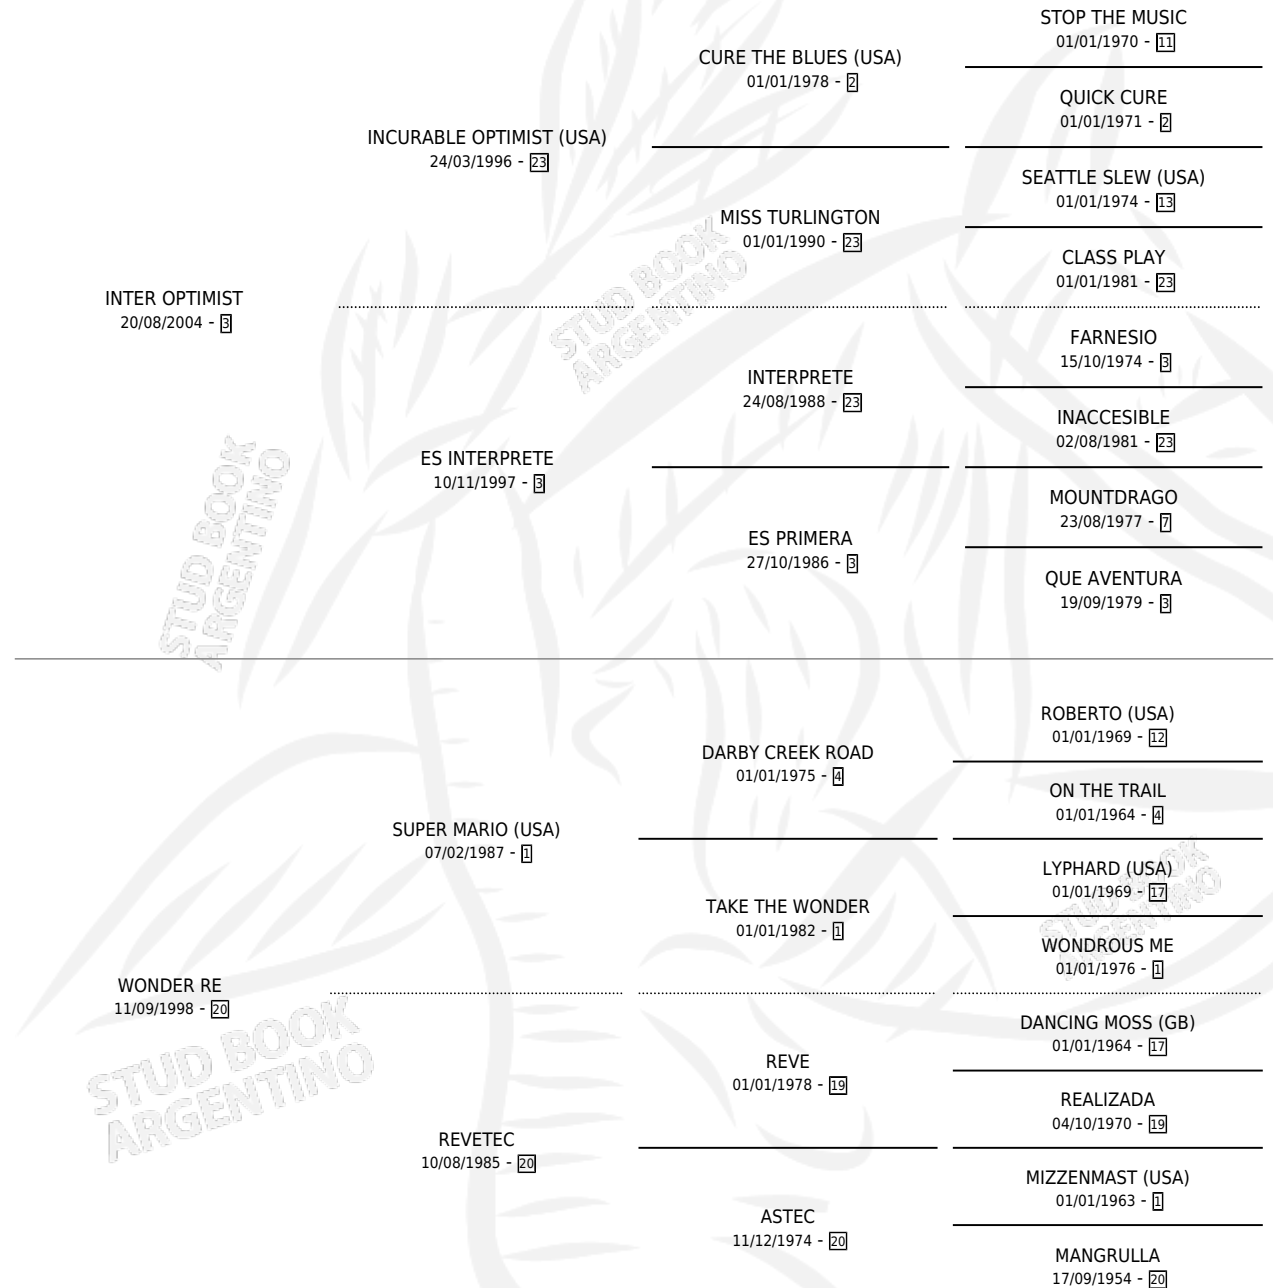 STOP THE MUSIC
01/01/1970 - 11
CURE THE BLUES (USA)
01/01/1978 - 2
QUICK CURE
01/01/1971 - 2
INCURABLE OPTIMIST (USA)
24/03/1996 - 23
SEATTLE SLEW (USA)
01/01/1974 - 13
MISS TURLINGTON
01/01/1990 - 23
CLASS PLAY
01/01/1981 - 23
INTER OPTIMIST
20/08/2004 - 3
FARNESIO
15/10/1974 - 3
INTERPRETE
24/08/1988 - 23
INACCESIBLE
02/08/1981 - 23
ES INTERPRETE
10/11/1997 - 3
MOUNTDRAGO
23/08/1977 - 7
ES PRIMERA
27/10/1986 - 3
QUE AVENTURA
19/09/1979 - 3
STUD BOOK
ARGENTINO
STUD BOOK
ARGENTINO
ROBERTO (USA)
01/01/1969 - 12
DARBY CREEK ROAD
01/01/1975 - 4
ON THE TRAIL
01/01/1964 - 4
SUPER MARIO (USA)
07/02/1987 - 1
LYPHARD (USA)
01/01/1969 - 17
TAKE THE WONDER
01/01/1982 - 1
WONDROUS ME
01/01/1976 - 1
WONDER RE
11/09/1998 - 20
DANCING MOSS (GB)
01/01/1964 - 17
REVE
01/01/1978 - 19
REALIZADA
04/10/1970 - 19
REVETEC
10/08/1985 - 20
MIZZENMAST (USA)
01/01/1963 - 1
ASTEC
11/12/1974 - 20
MANGRULLA
17/09/1954 - 20
STUD BOOK
ARGENTINO
STUD BOOK
ARGENTINO